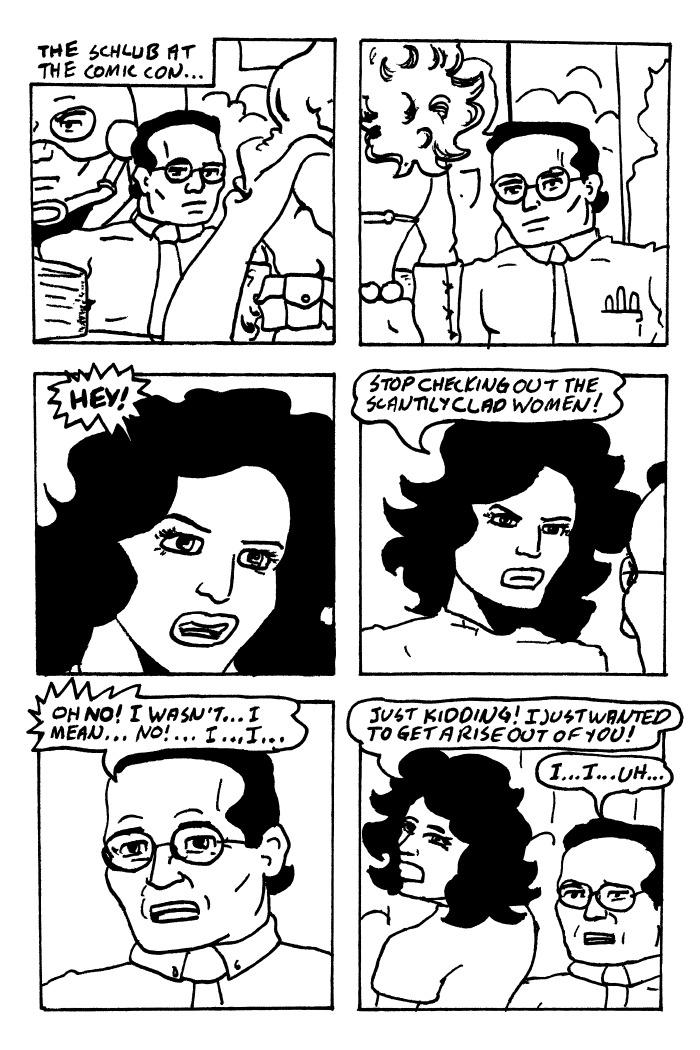 THE SCHLUB AT
THE COMIC CON...
HEY!
STOP CHECKING OUT THE
SCANTILY CLAD WOMEN!
OH NO! I WASN'T... I
MEAN... NO!... I...I...
JUST KIDDING! I JUST WANTED
TO GET A RISE OUT OF YOU!
I...I...UH...